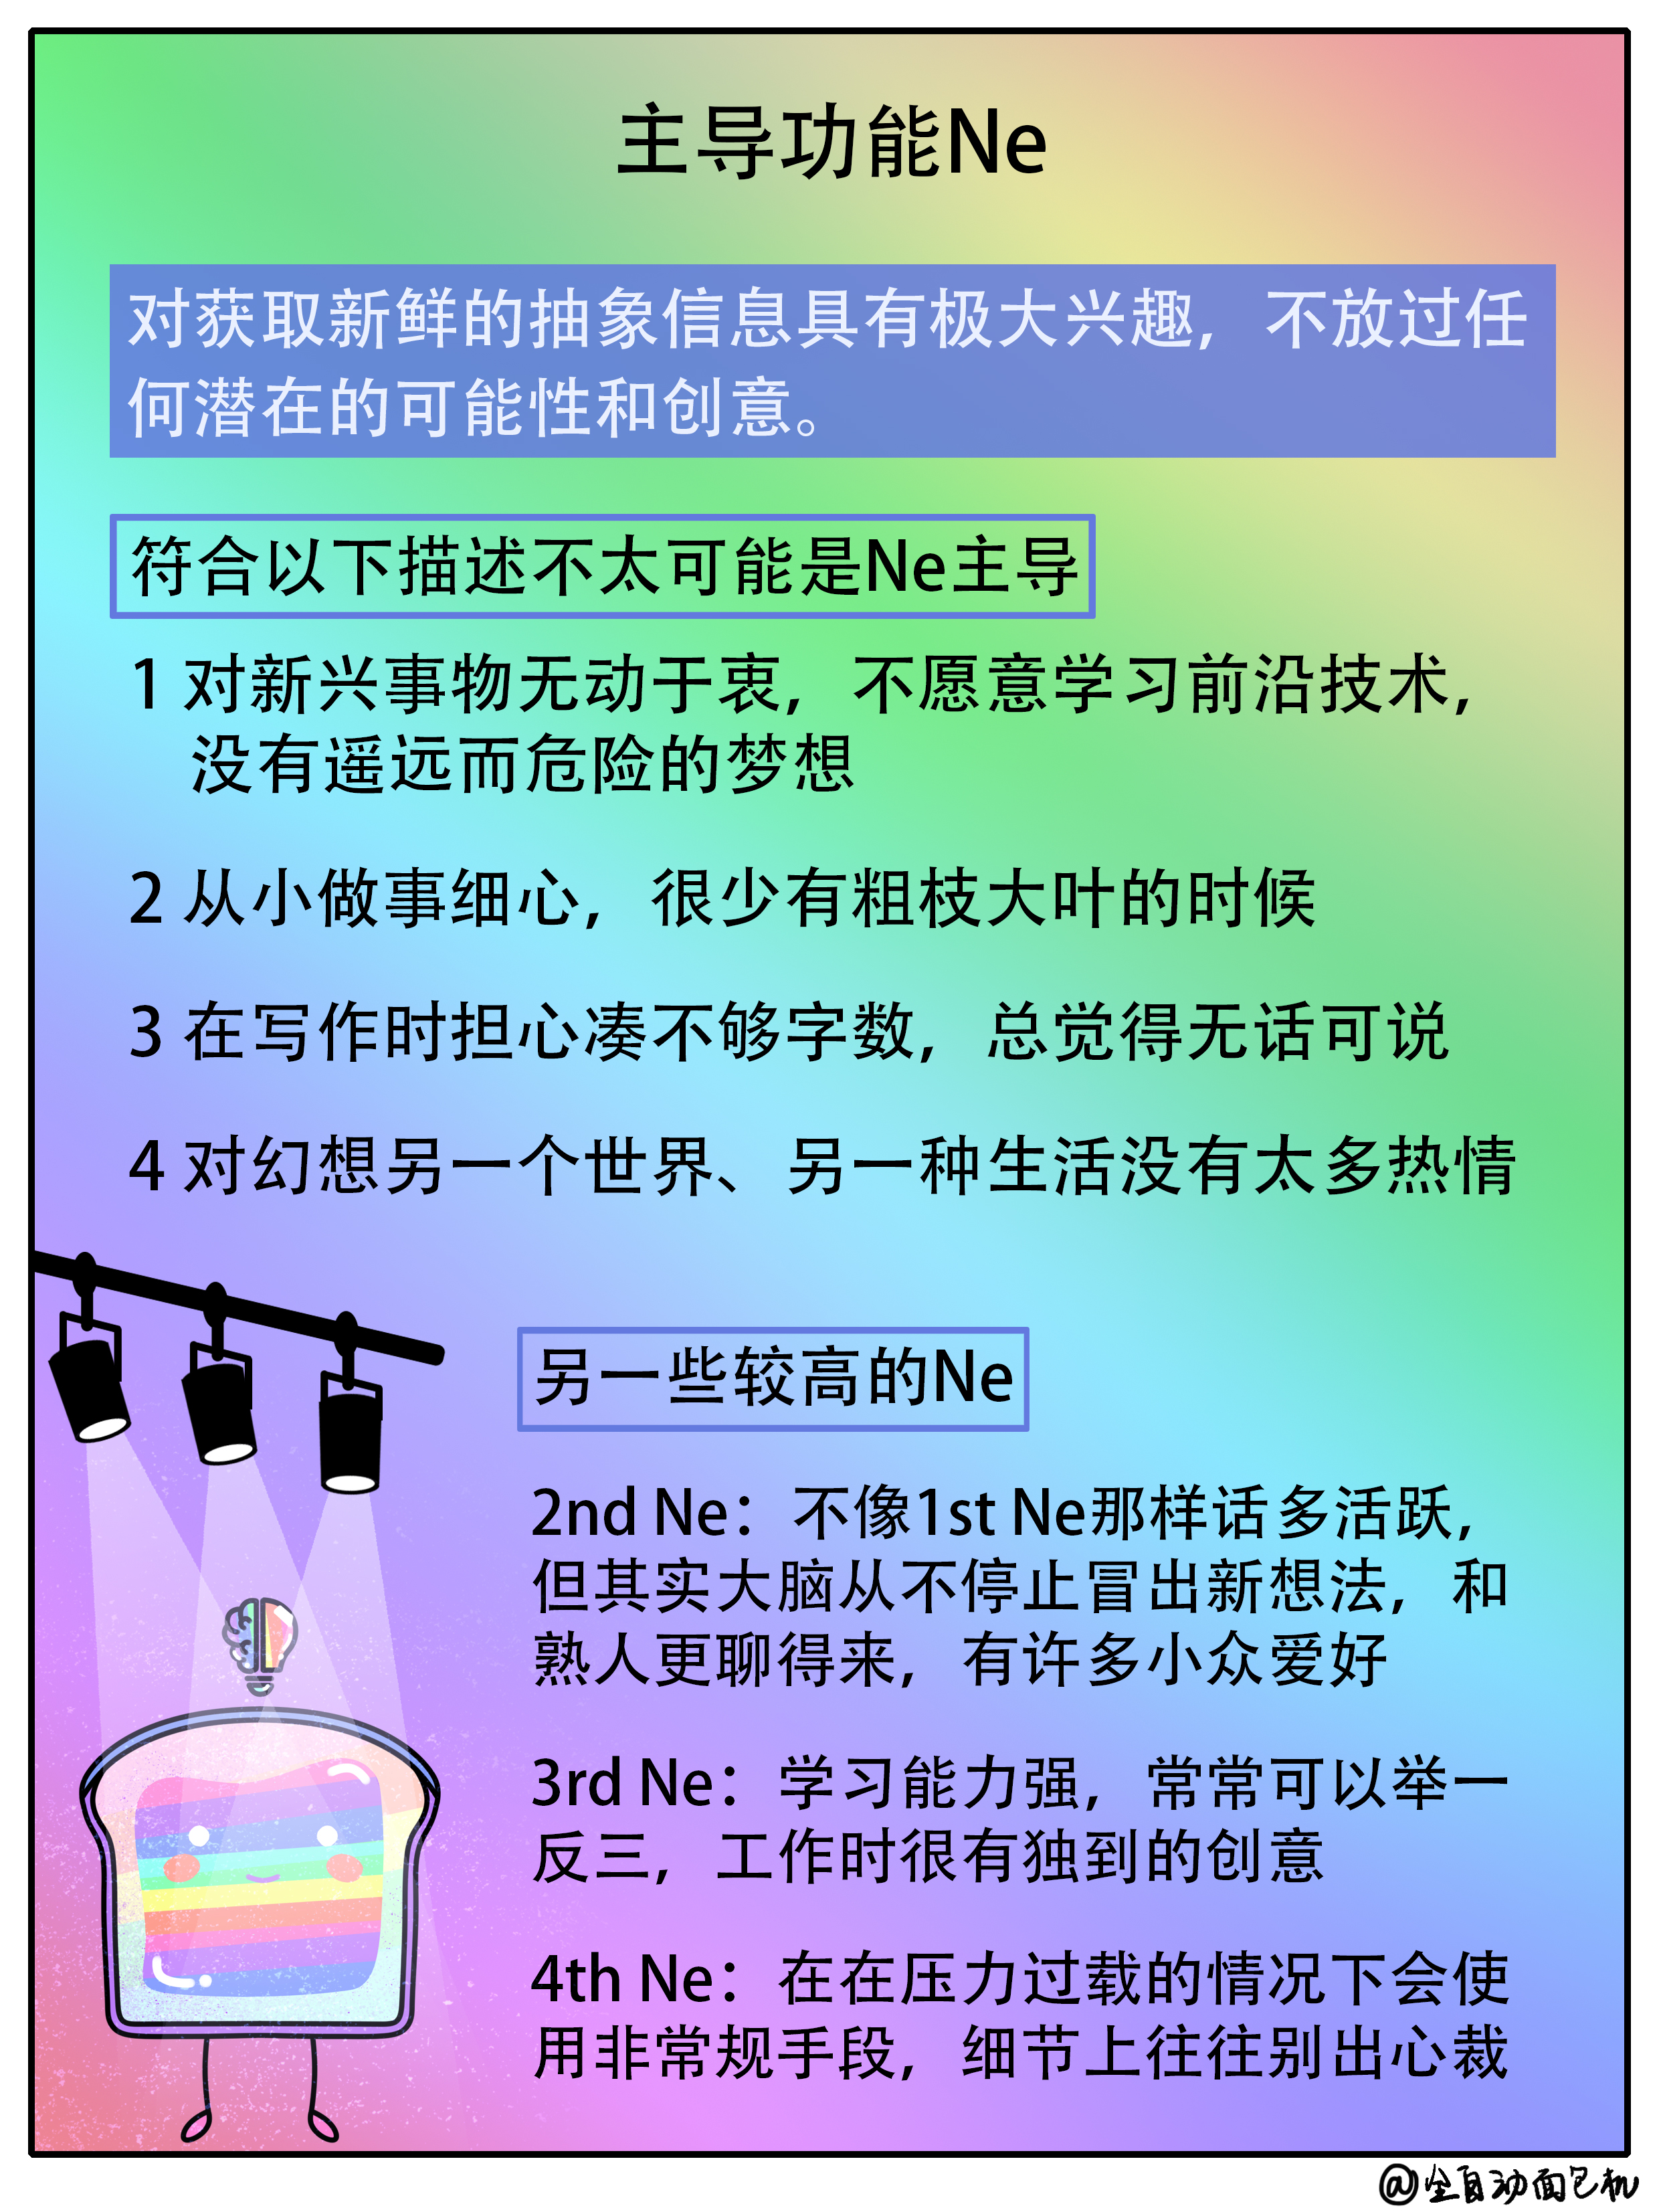 主导功能Ne
对获取新鲜的抽象信息具有极大兴趣，不放过任
何潜在的可能性和创意。
符合以下描述不太可能是Ne主导
1 对新兴事物无动于衷，不愿意学习前沿技术，
没有遥远而危险的梦想
2 从小做事细心，很少有粗枝大叶的时候
3 在写作时担心凑不够字数，总觉得无话可说
4 对幻想另一个世界、另一种生活没有太多热情
另一些较高的Ne
2nd Ne：不像1st Ne那样话多活跃，
但其实大脑从不停止冒出新想法，和
熟人更聊得来，有许多小众爱好
3rd Ne：学习能力强，常常可以举一
反三，工作时很有独到的创意
4th Ne：在在压力过载的情况下会使
用非常规手段，细节上往往别出心裁
@全自动面包机